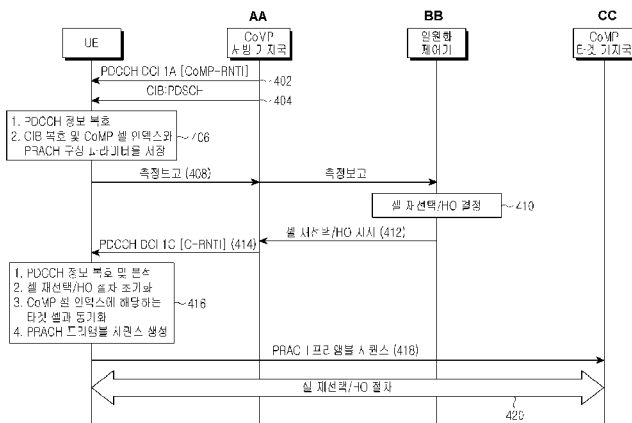 AA
BB
CC
UE
CoMP
서빙 기지국
일원화
제어기
CoMP
타겟 기지국
PDCCH DCI 1A [CoMP-RNTI]
402
CIB:PDSCH
404
1. PDCCH 정보 복호
2. CIB 복호 및 CoMP 셀 인덱스와
PRACH 구성 파라미터를 저장
406
측정보고 (408)
측정보고
셀 재선택/HO 결정
410
셀 재선택/HO 지시 (412)
PDCCH DCI 1C [C-RNTI] (414)
1. PDCCH 정보 복호 및 분석
2. 셀 재선택/HO 절차 초기화
3. CoMP 셀 인덱스에 해당하는
타겟 셀과 동기화
4. PRACH 프리앰블 시퀀스 생성
416
PRACH 프리앰블 시퀀스 (418)
셀 재선택/HO 절차
420